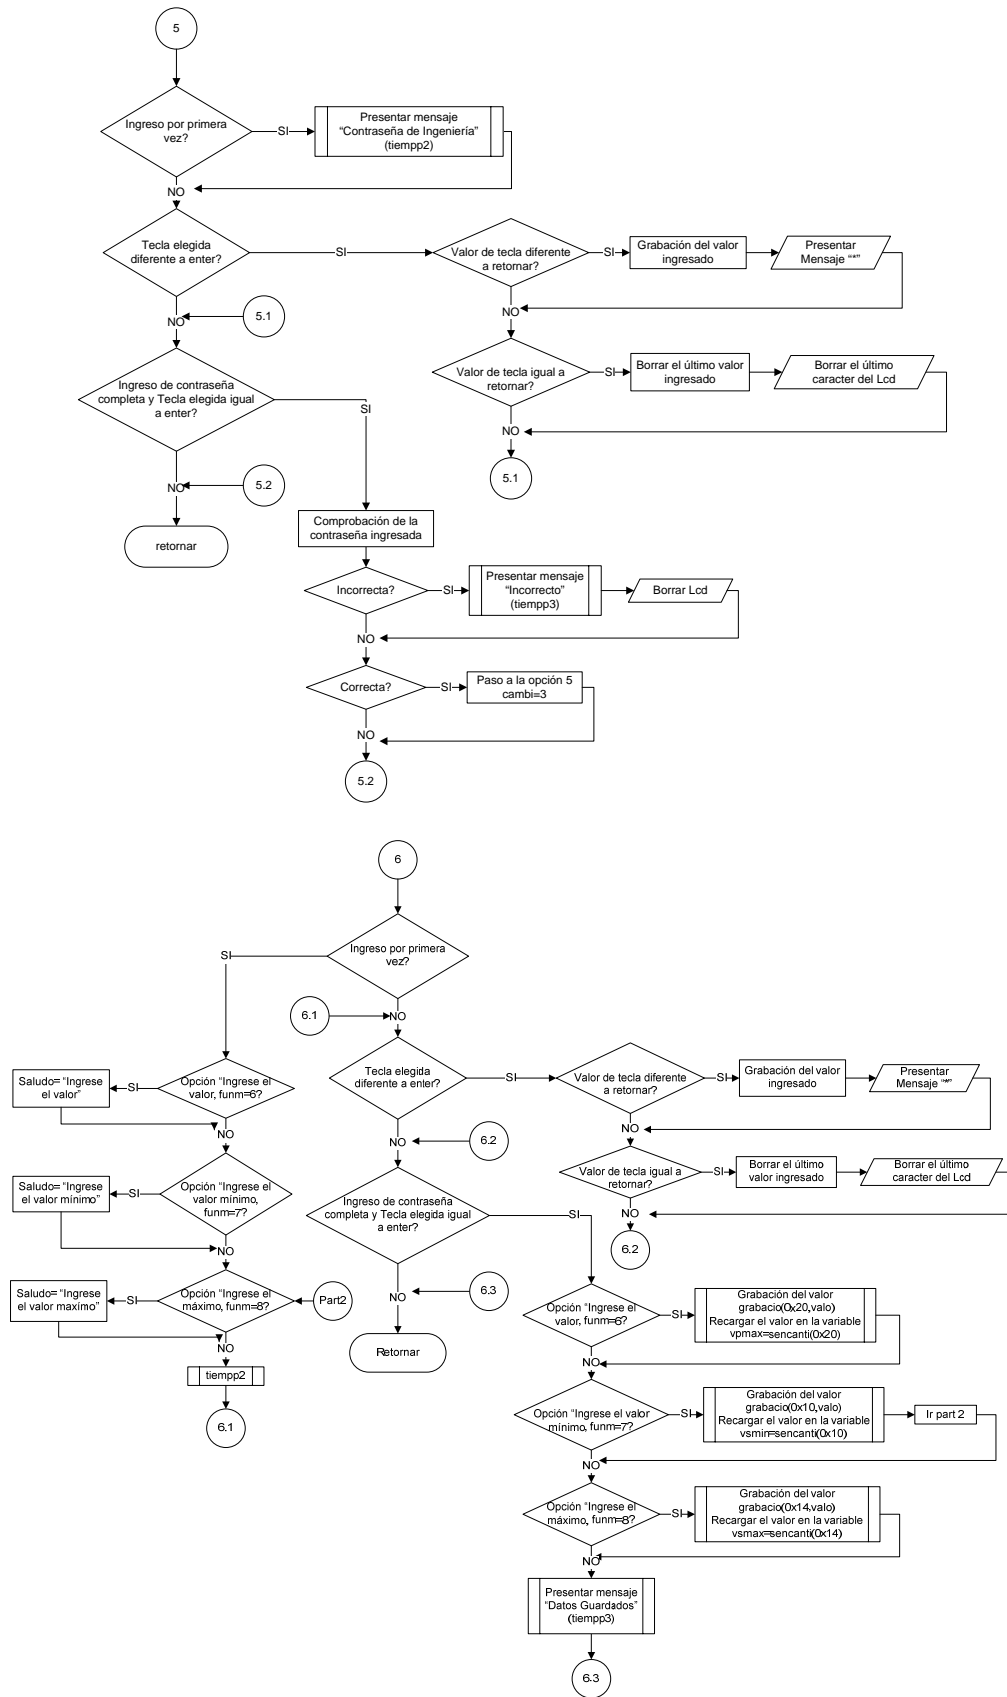 5
Ingreso por primera
vez?
SI
Presentar mensaje
“Contraseña de Ingeniería”
(tiempp2)
NO
Tecla elegida
diferente a enter?
SI
Valor de tecla diferente
a retornar?
SI
Grabación del valor
ingresado
Presentar
Mensaje “*”
NO
5.1
NO
Valor de tecla igual a
retornar?
SI
Borrar el último valor
ingresado
Borrar el último
caracter del Lcd
NO
5.1
Ingreso de contraseña
completa y Tecla elegida igual
a enter?
SI
NO
5.2
retornar
Comprobación de la
contraseña ingresada
Incorrecta?
SI
Presentar mensaje
“Incorrecto”
(tiempp3)
Borrar Lcd
NO
Correcta?
SI
Paso a la opción 5
cambi=3
NO
5.2
6
Ingreso por primera
vez?
SI
6.1
NO
Saludo= “Ingrese
el valor”
SI
Opción “Ingrese el
valor, funm=6?
NO
Saludo= “Ingrese
el valor mínimo”
SI
Opción “Ingrese el
valor mínimo,
funm=7?
NO
Saludo= “Ingrese
el valor maxímo”
SI
Opción “Ingrese el
máximo, funm=8?
Part2
NO
tiempp2
6.1
Tecla elegida
diferente a enter?
SI
Valor de tecla diferente
a retornar?
SI
Grabación del valor
ingresado
Presentar
Mensaje “*”
NO
6.2
NO
Valor de tecla igual a
retornar?
SI
Borrar el último
valor ingresado
Borrar el último
caracter del Lcd
NO
6.2
Ingreso de contraseña
completa y Tecla elegida igual
a enter?
SI
NO
6.3
Retornar
Opción “Ingrese el
valor, funm=6?
SI
Grabación del valor
grabacio(0x20,valo)
Recargar el valor en la variable
vpmax=sencanti(0x20)
NO
Opción “Ingrese el valor
mínimo, funm=7?
SI
Grabación del valor
grabacio(0x10,valo)
Recargar el valor en la variable
vsmin=sencanti(0x10)
Ir part 2
NO
Opción “Ingrese el
máximo, funm=8?
SI
Grabación del valor
grabacio(0x14,valo)
Recargar el valor en la variable
vsmax=sencanti(0x14)
NO
Presentar mensaje
“Datos Guardados”
(tiempp3)
6.3